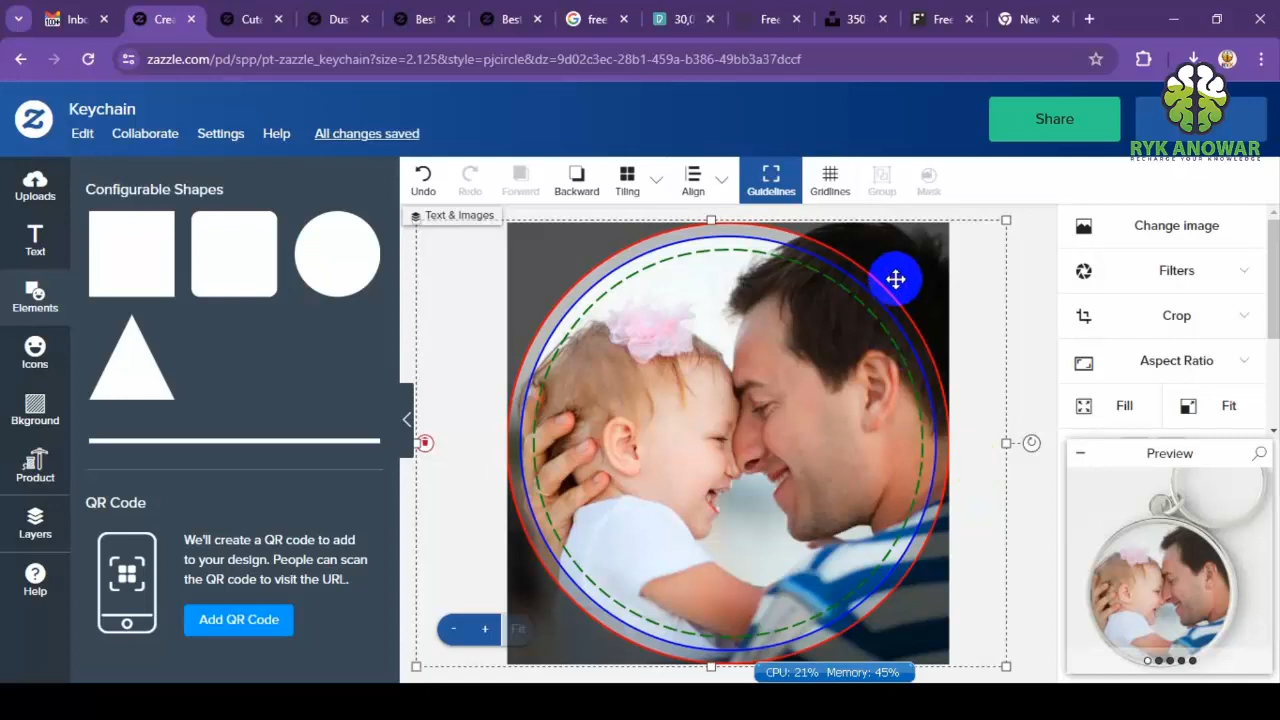 Inbo
100+
Crea
Cute
Dus
Best
Best
free
30,0
Free
350
Free
New
zazzle.com/pd/spp/pt-zazzle_keychain?size=2.125&style=pjcircle&dz=9d02c3ec-28b1-459a-b386-49bb3a37dccf
Keychain
Edit Collaborate Settings Help All changes saved
Share
RYK ANOWAR
RECHARGE YOUR KNOWLEDGE
Uploads
Text
Elements
Icons
Bkground
Product
Layers
Help
Configurable Shapes
QR Code
We'll create a QR code to add
to your design. People can scan
the QR code to visit the URL.
Add QR Code
Undo Redo Forward Backward Tiling Align Guidelines Gridlines Group Mask
Text & Images
- + Fit
CPU: 21% Memory: 45%
Change image
Filters
Crop
Aspect Ratio
Fill Fit
Preview